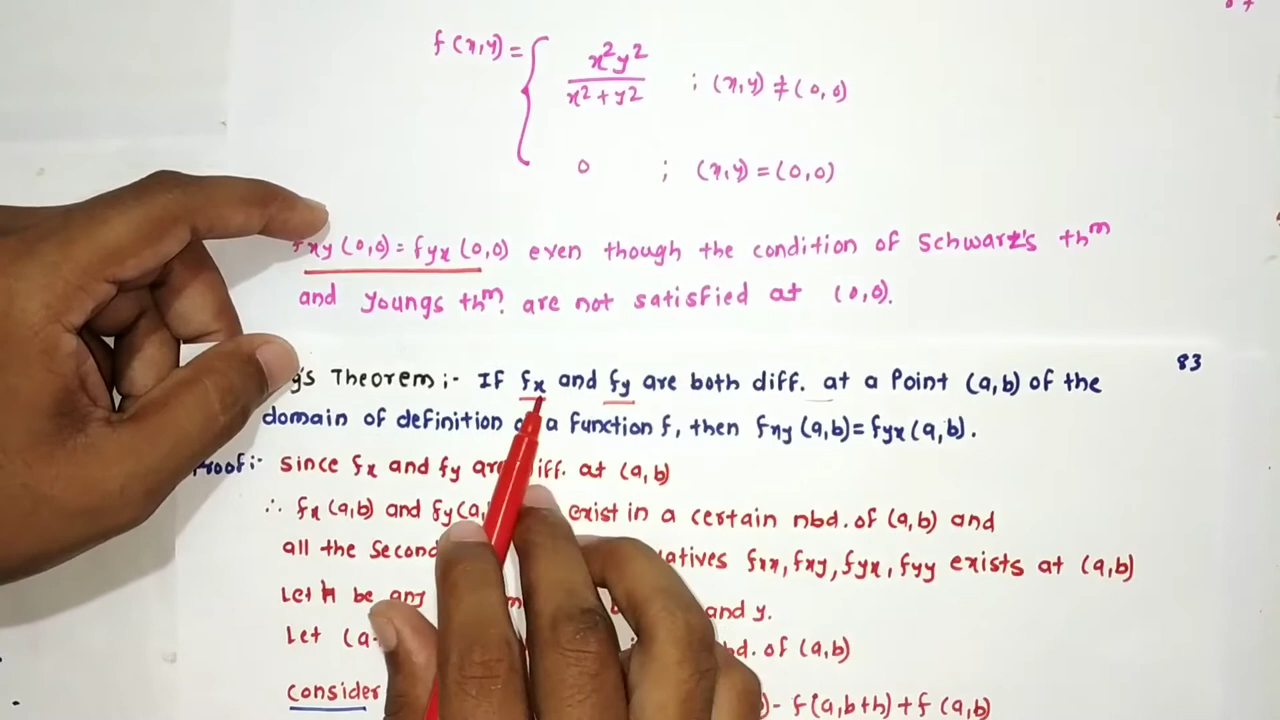 f(x,y) = { x²y² / x²+y² ; (x,y) ≠ (0,0)
0 ; (x,y) = (0,0)
fxy (0,0) = fyx (0,0) even though the condition of Schwartz's thm
and Youngs thm. are not satisfied at (0,0).
83
g's Theorem:- If fx and fy are both diff. at a Point (a,b) of the
domain of definition a function f, then fxy (a,b) = fyx (a,b).
Proof:- Since fx and fy are diff. at (a,b)
∴ fx (a,b) and fy (a, exist in a certain nbd. of (a,b) and
all the Second atives fxx, fxy, fyx, fyy exists at (a,b)
Let h be any and y.
Let (a nbd. of (a,b)
Consider ) - f(a,b+h) + f (a,b)